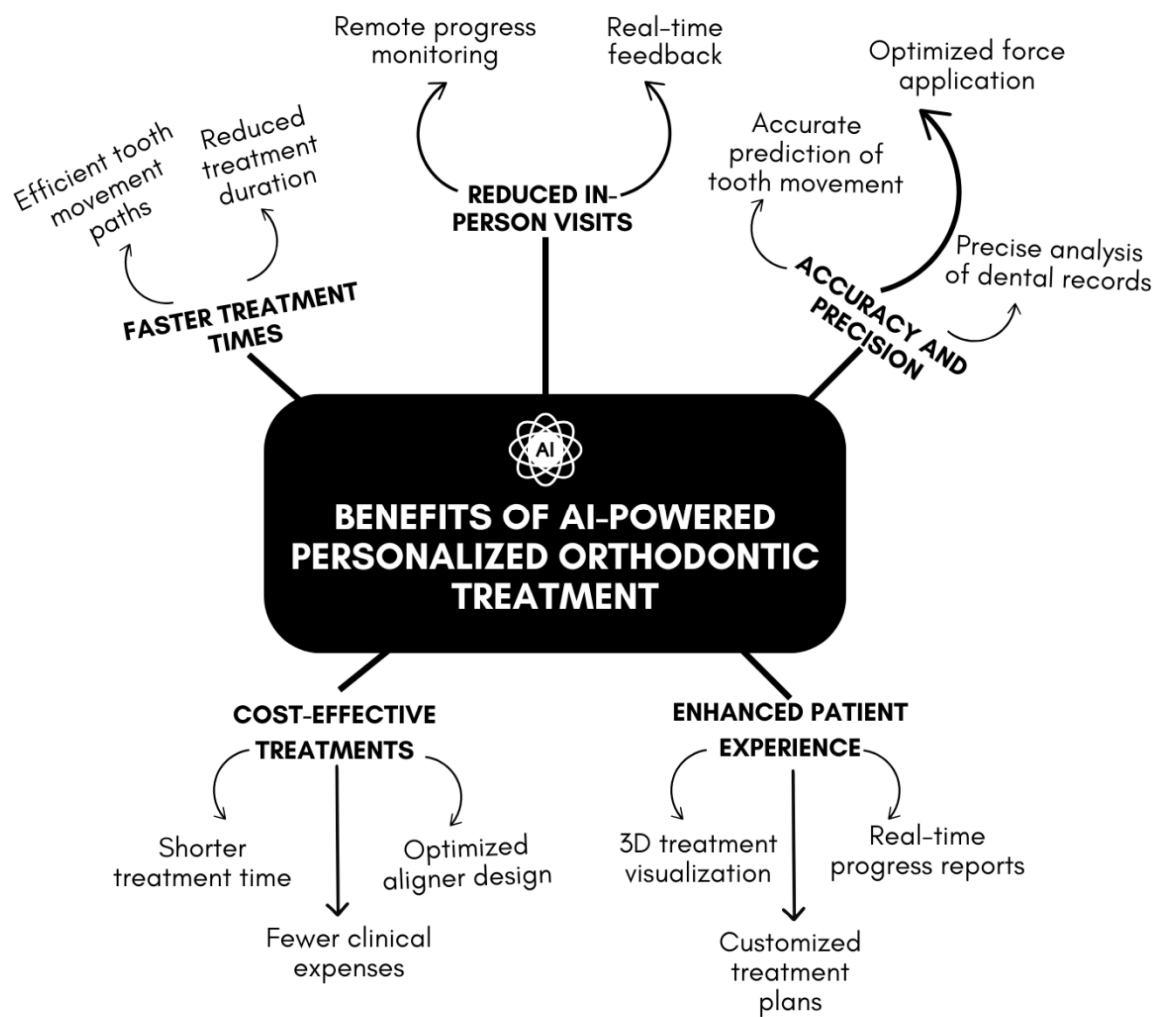 Remote progress
monitoring
Real-time
feedback
Optimized force
application
Efficient tooth
movement
paths
Reduced
treatment
duration
Accurate
prediction of
tooth movement
REDUCED IN-
PERSON VISITS
Precise analysis
of dental records
FASTER TREATMENT
TIMES
ACCURACY AND
PRECISION
AI
BENEFITS OF AI-POWERED
PERSONALIZED ORTHODONTIC
TREATMENT
COST-EFFECTIVE
TREATMENTS
Shorter
treatment time
Fewer clinical
expenses
Optimized
aligner design
ENHANCED PATIENT
EXPERIENCE
3D treatment
visualization
Customized
treatment
plans
Real-time
progress reports